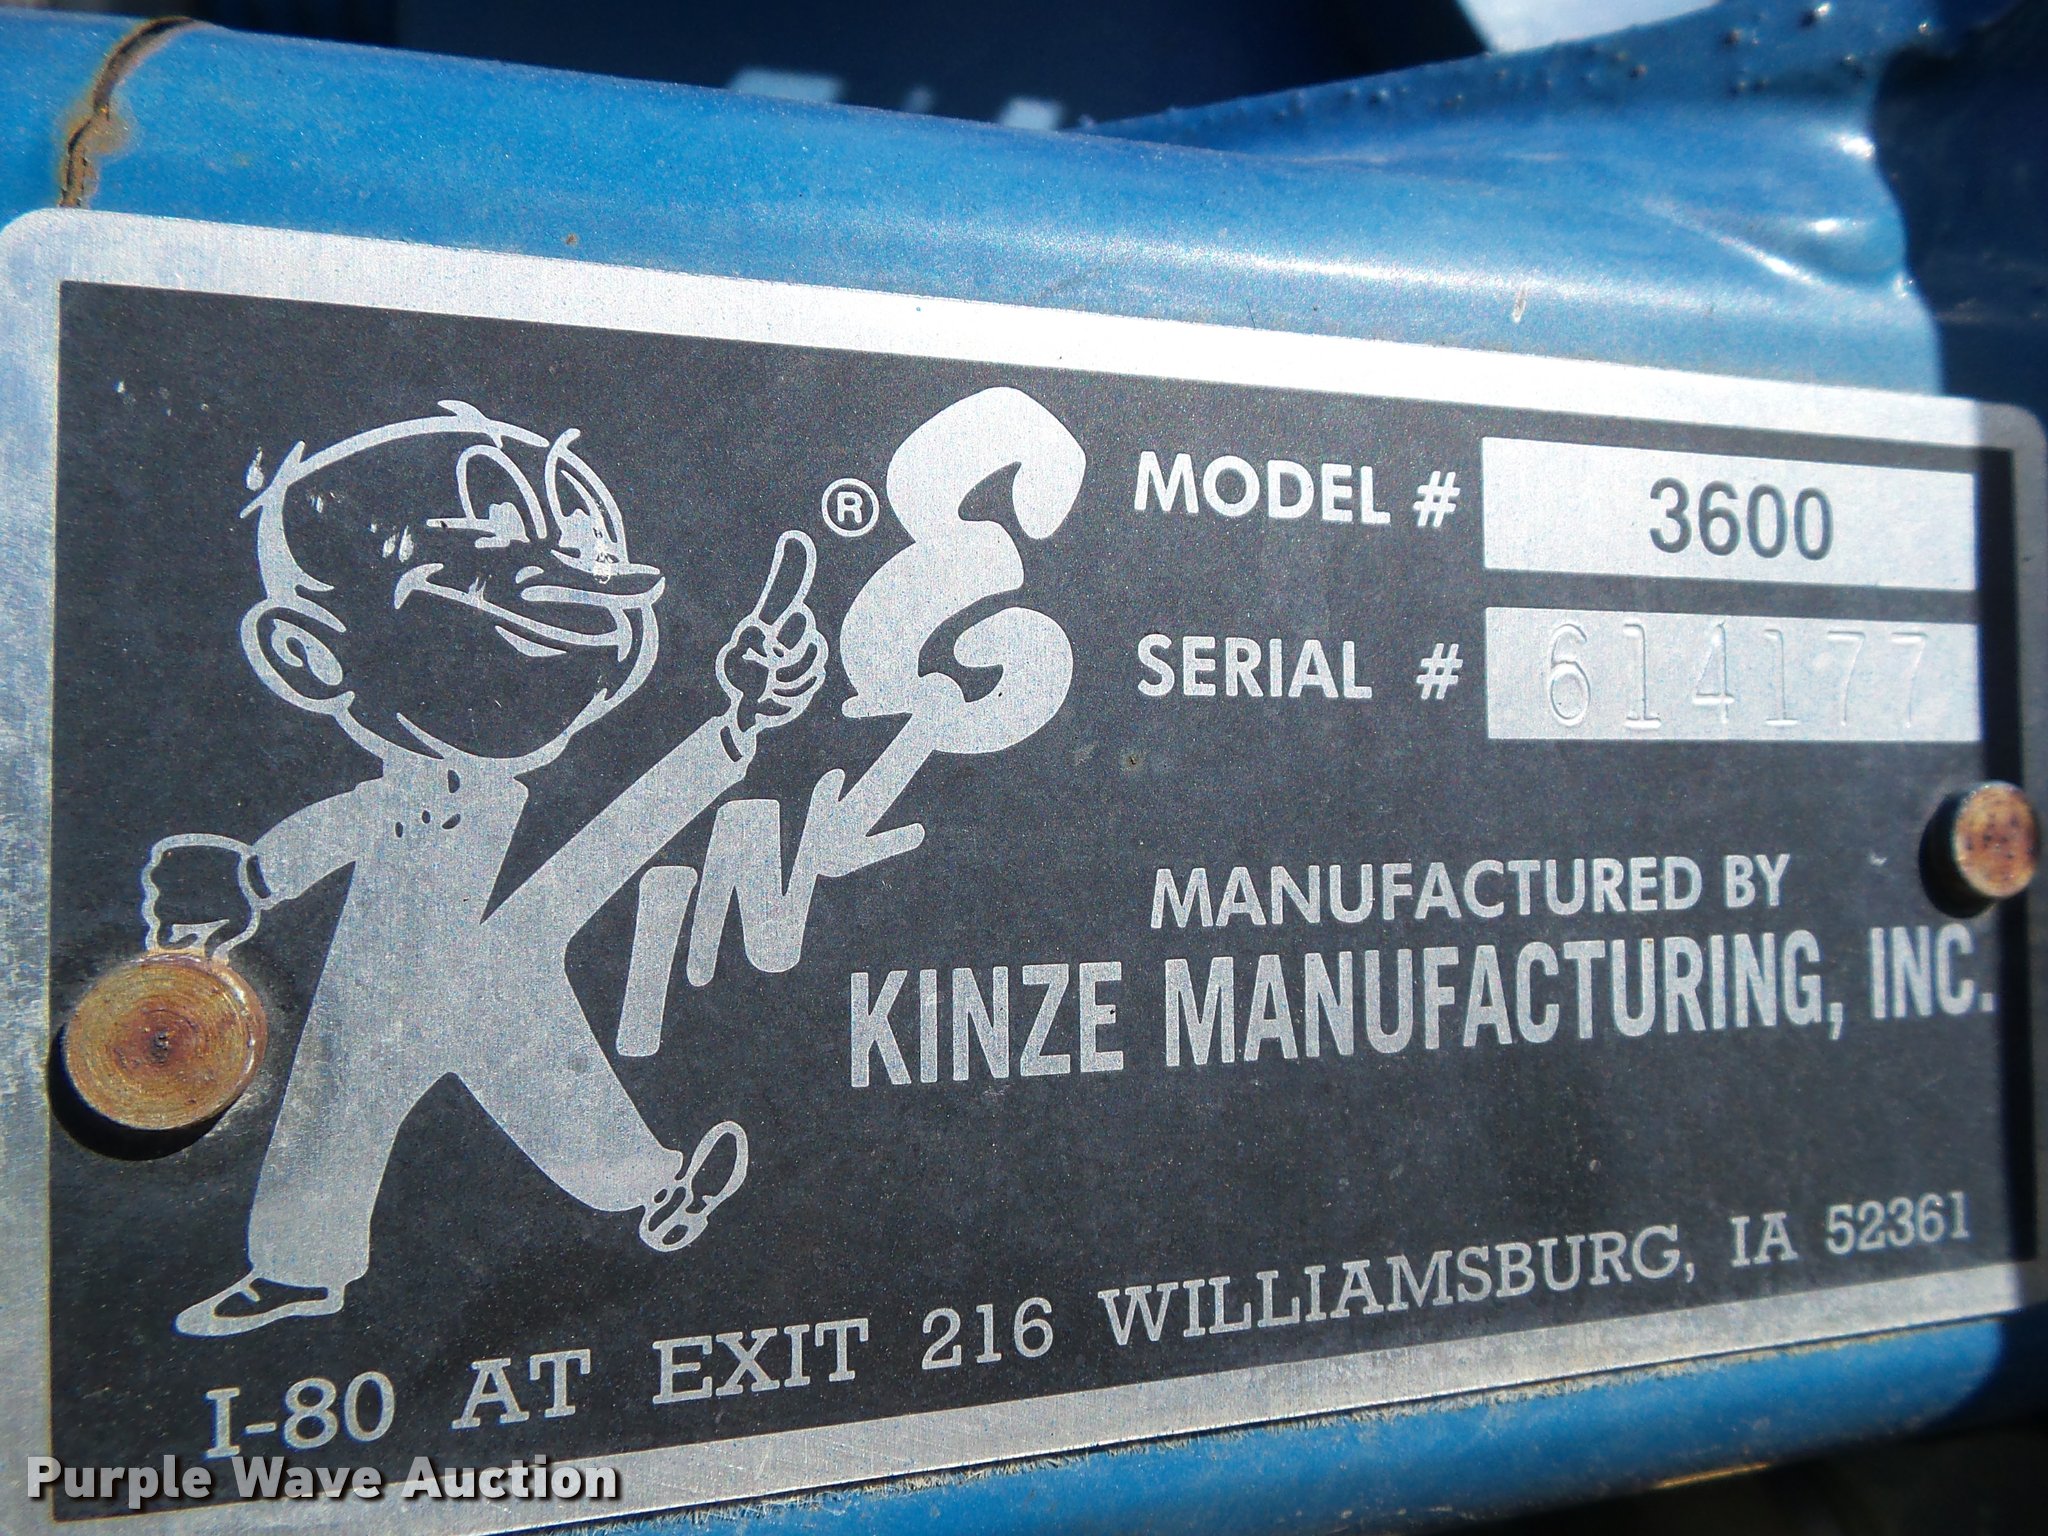 KINZE ®
MODEL # 3600
SERIAL # 614177
MANUFACTURED BY
KINZE MANUFACTURING, INC.
I-80 AT EXIT 216 WILLIAMSBURG, IA 52361
Purple Wave Auction